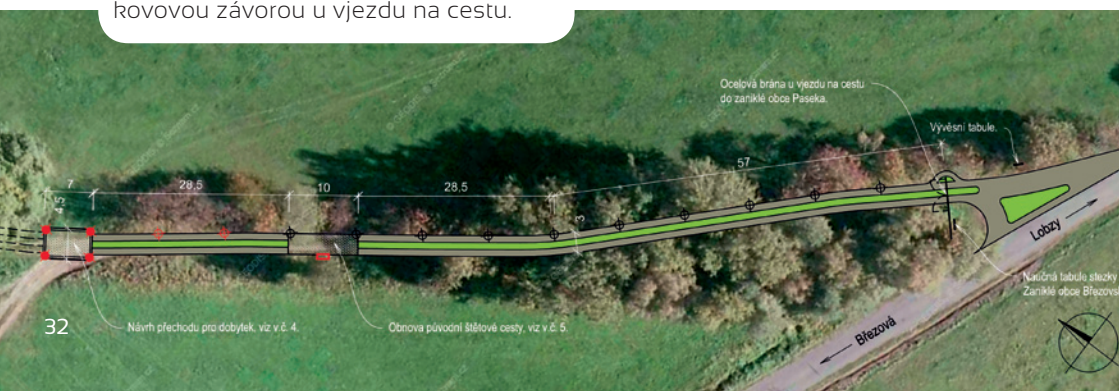 kovovou závorou u vjezdu na cestu.
Ocelová brána u vjezdu na cestu
do zaniklé obce Paseka.
Vývěsní tabule.
57
7
28,5
10
28,5
4,5
3
Lobzy
Naučná tabule stezky
Zaniklé obce Březovs
32
Návrh přechodu pro dobytek, viz v.č. 4.
Obnova původní štětové cesty, viz v.č. 5.
Březová